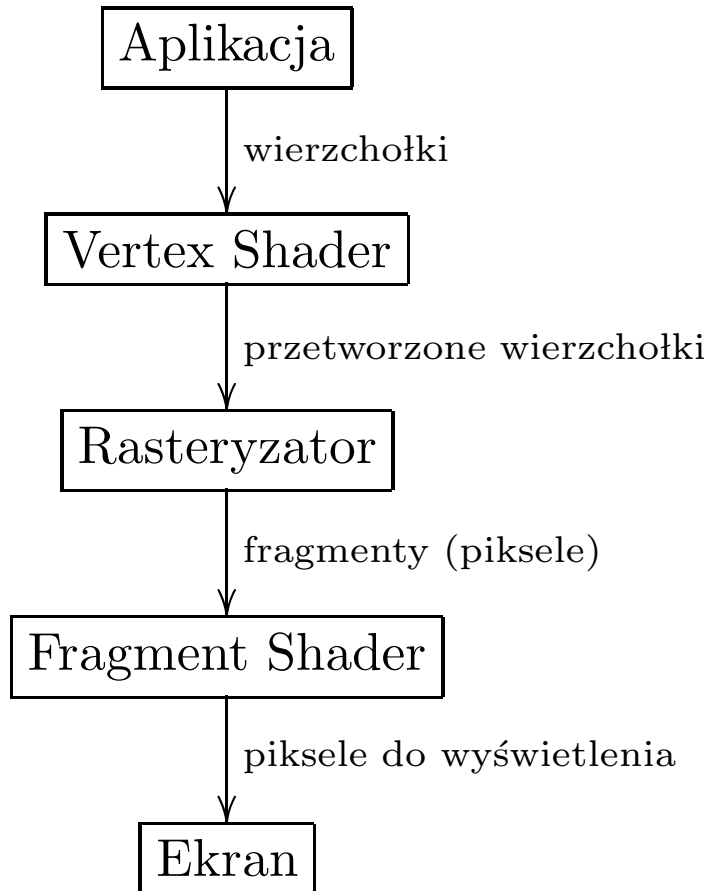 Aplikacja
wierzchołki
Vertex Shader
przetworzone wierzchołki
Rasteryzator
fragmenty (piksele)
Fragment Shader
piksele do wyświetlenia
Ekran